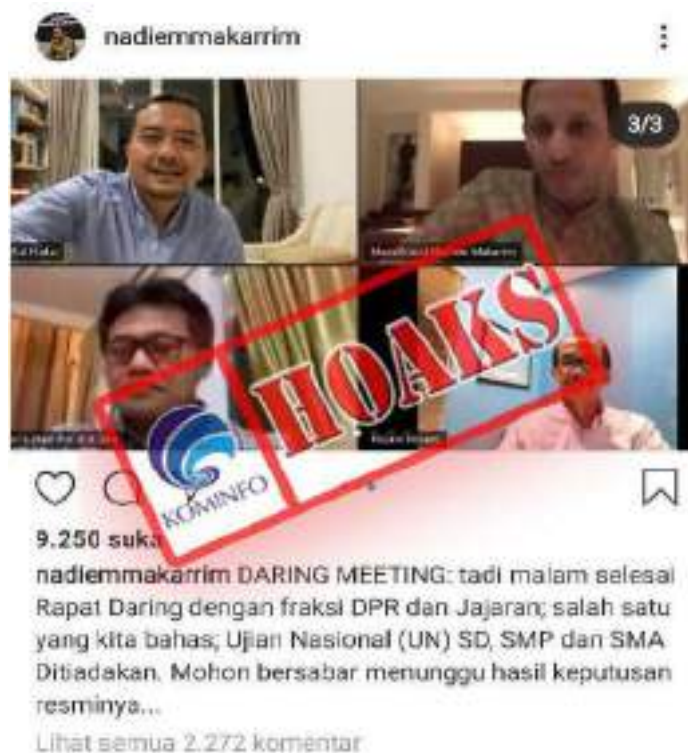 nadiemmakarrim
3/3
HOAKS
KOMINFO
9.250 suka
nadiemmakarrim DARING MEETING: tadi malam selesai
Rapat Daring dengan fraksi DPR dan Jajaran; salah satu
yang kita bahas; Ujian Nasional (UN) SD, SMP dan SMA
Ditiadakan. Mohon bersabar menunggu hasil keputusan
resminya...
Lihat semua 2.272 komentar